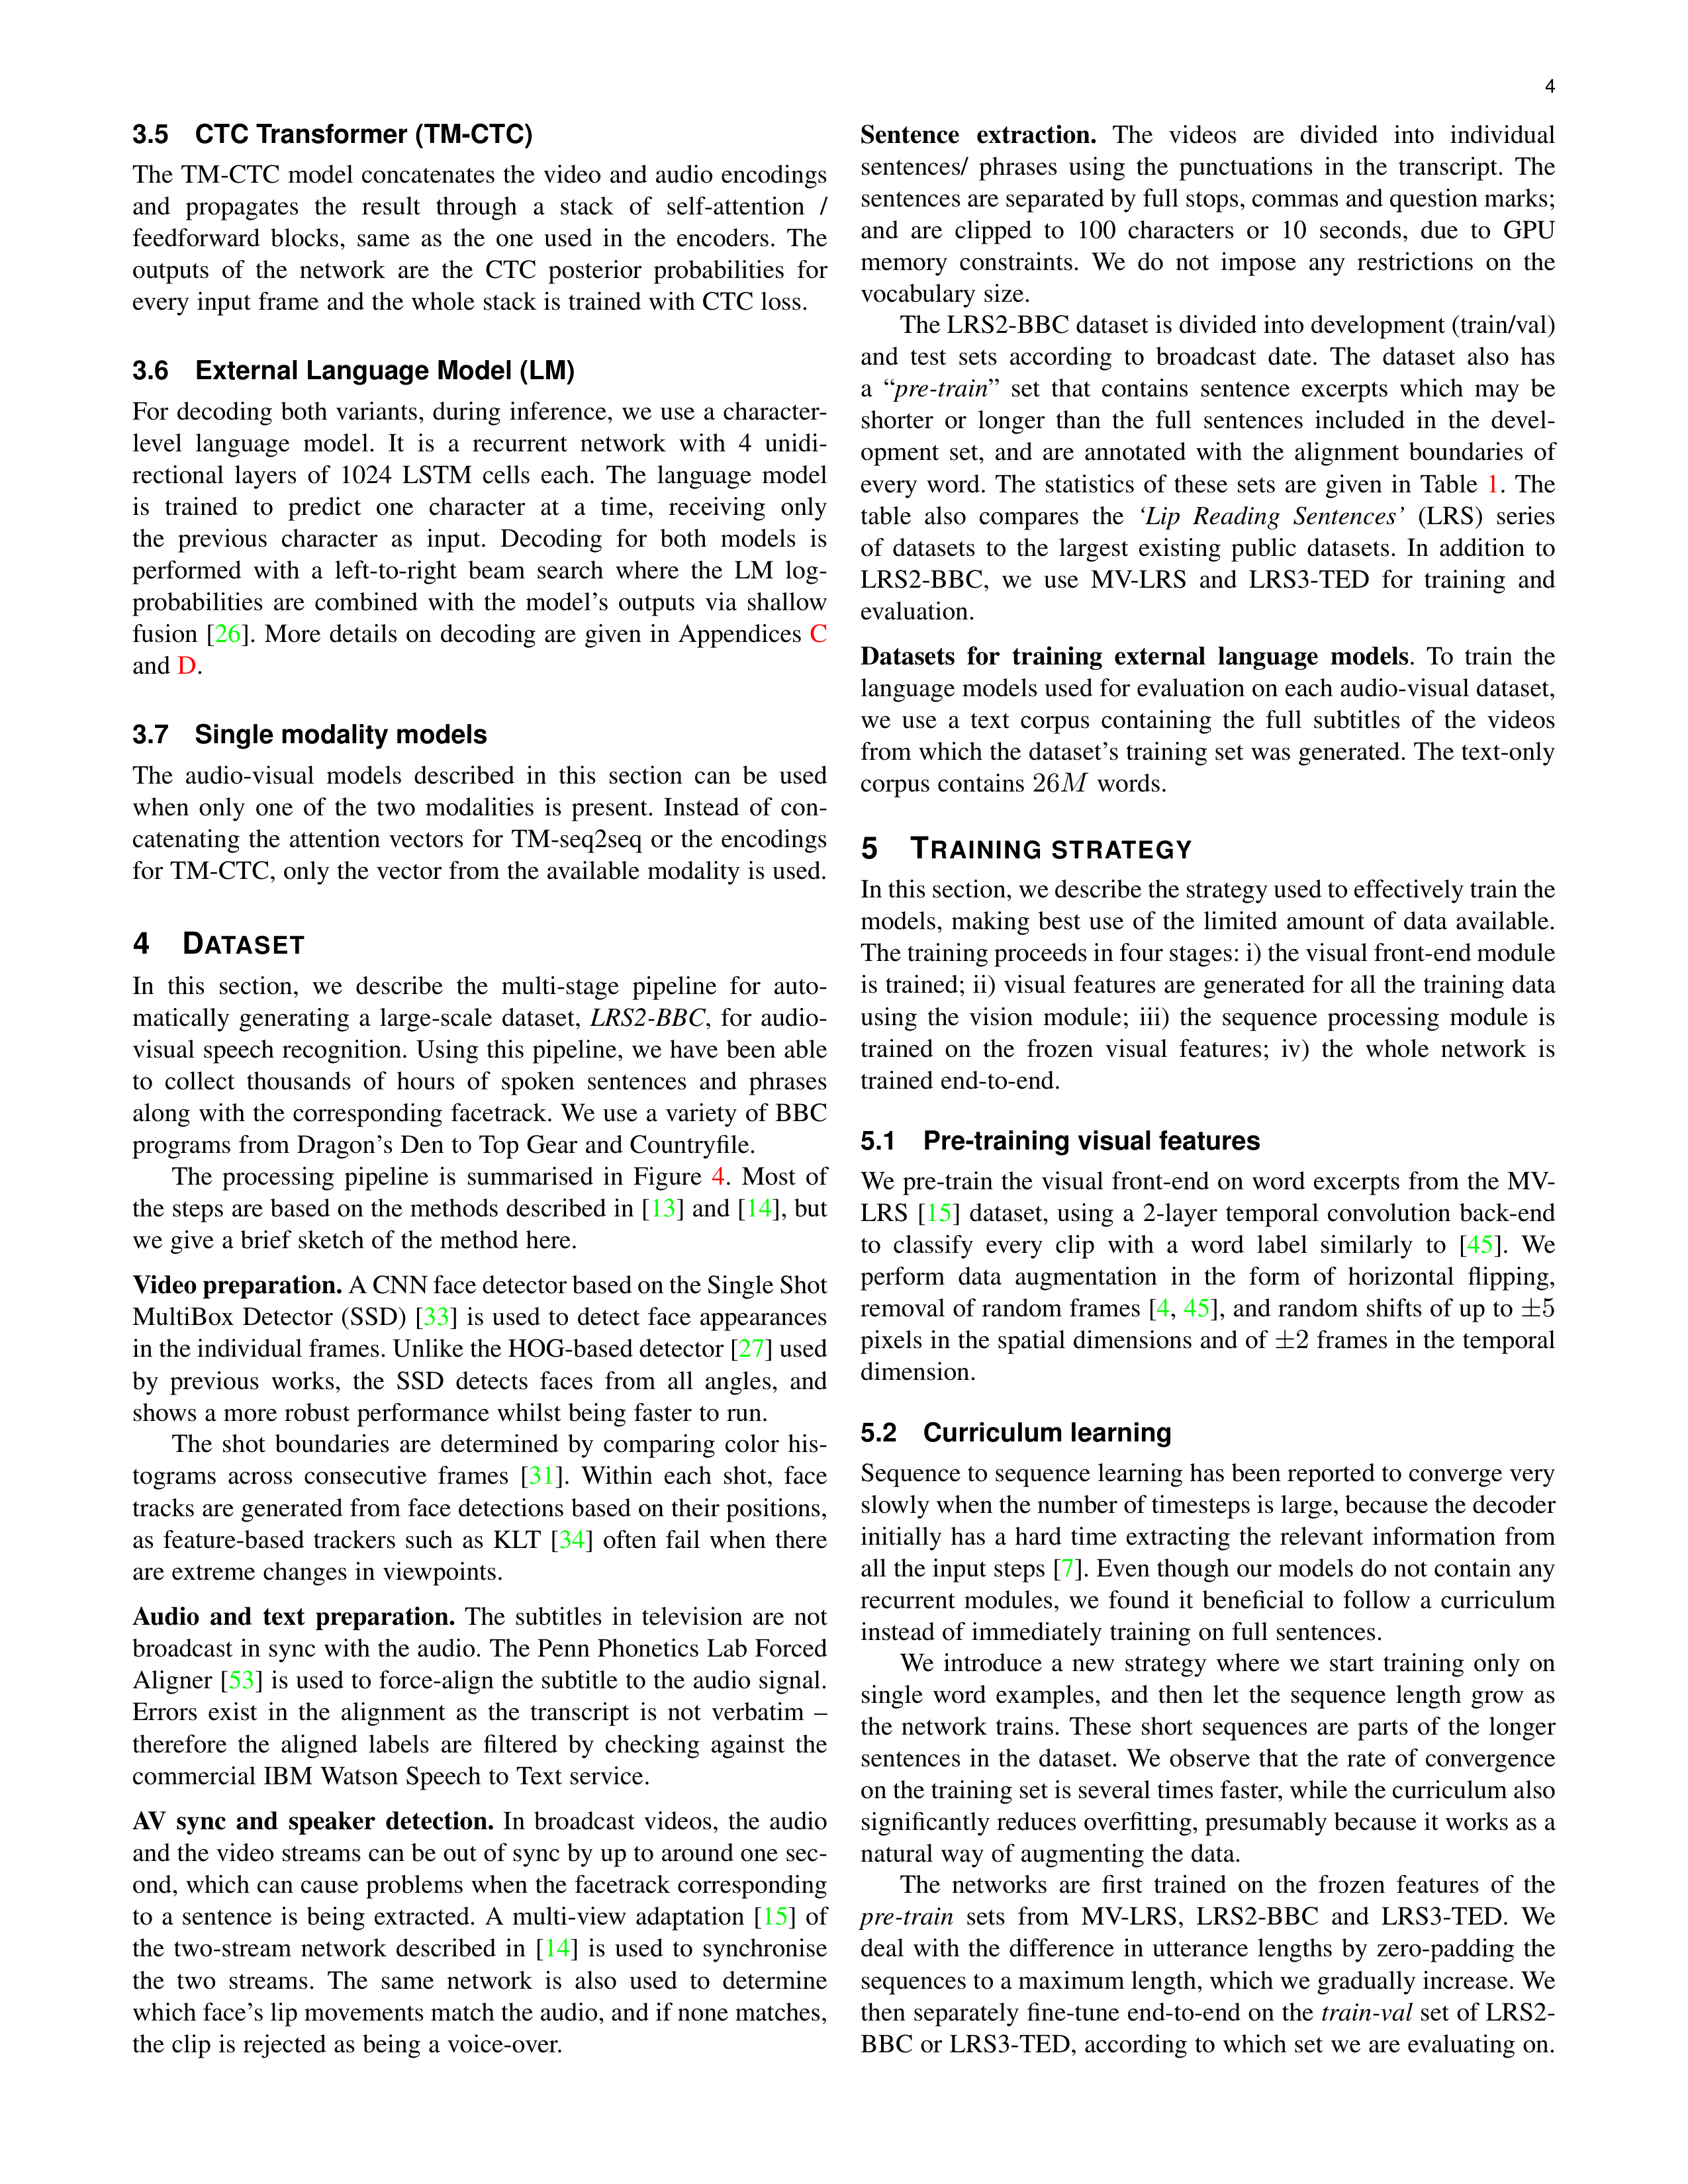 4
3.5 CTC Transformer (TM-CTC)
The TM-CTC model concatenates the video and audio encodings
and propagates the result through a stack of self-attention /
feedforward blocks, same as the one used in the encoders. The
outputs of the network are the CTC posterior probabilities for
every input frame and the whole stack is trained with CTC loss.
3.6 External Language Model (LM)
For decoding both variants, during inference, we use a character-
level language model. It is a recurrent network with 4 unidi-
rectional layers of 1024 LSTM cells each. The language model
is trained to predict one character at a time, receiving only
the previous character as input. Decoding for both models is
performed with a left-to-right beam search where the LM log-
probabilities are combined with the model's outputs via shallow
fusion [26]. More details on decoding are given in Appendices C
and D.
3.7 Single modality models
The audio-visual models described in this section can be used
when only one of the two modalities is present. Instead of con-
catenating the attention vectors for TM-seq2seq or the encodings
for TM-CTC, only the vector from the available modality is used.
4 DATASET
In this section, we describe the multi-stage pipeline for auto-
matically generating a large-scale dataset, LRS2-BBC, for audio-
visual speech recognition. Using this pipeline, we have been able
to collect thousands of hours of spoken sentences and phrases
along with the corresponding facetrack. We use a variety of BBC
programs from Dragon's Den to Top Gear and Countryfile.
The processing pipeline is summarised in Figure 4. Most of
the steps are based on the methods described in [13] and [14], but
we give a brief sketch of the method here.
Video preparation. A CNN face detector based on the Single Shot
MultiBox Detector (SSD) [33] is used to detect face appearances
in the individual frames. Unlike the HOG-based detector [27] used
by previous works, the SSD detects faces from all angles, and
shows a more robust performance whilst being faster to run.
The shot boundaries are determined by comparing color his-
tograms across consecutive frames [31]. Within each shot, face
tracks are generated from face detections based on their positions,
as feature-based trackers such as KLT [34] often fail when there
are extreme changes in viewpoints.
Audio and text preparation. The subtitles in television are not
broadcast in sync with the audio. The Penn Phonetics Lab Forced
Aligner [53] is used to force-align the subtitle to the audio signal.
Errors exist in the alignment as the transcript is not verbatim –
therefore the aligned labels are filtered by checking against the
commercial IBM Watson Speech to Text service.
AV sync and speaker detection. In broadcast videos, the audio
and the video streams can be out of sync by up to around one sec-
ond, which can cause problems when the facetrack corresponding
to a sentence is being extracted. A multi-view adaptation [15] of
the two-stream network described in [14] is used to synchronise
the two streams. The same network is also used to determine
which face's lip movements match the audio, and if none matches,
the clip is rejected as being a voice-over.
Sentence extraction. The videos are divided into individual
sentences/ phrases using the punctuations in the transcript. The
sentences are separated by full stops, commas and question marks;
and are clipped to 100 characters or 10 seconds, due to GPU
memory constraints. We do not impose any restrictions on the
vocabulary size.
The LRS2-BBC dataset is divided into development (train/val)
and test sets according to broadcast date. The dataset also has
a “pre-train” set that contains sentence excerpts which may be
shorter or longer than the full sentences included in the devel-
opment set, and are annotated with the alignment boundaries of
every word. The statistics of these sets are given in Table 1. The
table also compares the ‘Lip Reading Sentences’ (LRS) series
of datasets to the largest existing public datasets. In addition to
LRS2-BBC, we use MV-LRS and LRS3-TED for training and
evaluation.
Datasets for training external language models. To train the
language models used for evaluation on each audio-visual dataset,
we use a text corpus containing the full subtitles of the videos
from which the dataset's training set was generated. The text-only
corpus contains 26M words.
5 TRAINING STRATEGY
In this section, we describe the strategy used to effectively train the
models, making best use of the limited amount of data available.
The training proceeds in four stages: i) the visual front-end module
is trained; ii) visual features are generated for all the training data
using the vision module; iii) the sequence processing module is
trained on the frozen visual features; iv) the whole network is
trained end-to-end.
5.1 Pre-training visual features
We pre-train the visual front-end on word excerpts from the MV-
LRS [15] dataset, using a 2-layer temporal convolution back-end
to classify every clip with a word label similarly to [45]. We
perform data augmentation in the form of horizontal flipping,
removal of random frames [4, 45], and random shifts of up to ±5
pixels in the spatial dimensions and of ±2 frames in the temporal
dimension.
5.2 Curriculum learning
Sequence to sequence learning has been reported to converge very
slowly when the number of timesteps is large, because the decoder
initially has a hard time extracting the relevant information from
all the input steps [7]. Even though our models do not contain any
recurrent modules, we found it beneficial to follow a curriculum
instead of immediately training on full sentences.
We introduce a new strategy where we start training only on
single word examples, and then let the sequence length grow as
the network trains. These short sequences are parts of the longer
sentences in the dataset. We observe that the rate of convergence
on the training set is several times faster, while the curriculum also
significantly reduces overfitting, presumably because it works as a
natural way of augmenting the data.
The networks are first trained on the frozen features of the
pre-train sets from MV-LRS, LRS2-BBC and LRS3-TED. We
deal with the difference in utterance lengths by zero-padding the
sequences to a maximum length, which we gradually increase. We
then separately fine-tune end-to-end on the train-val set of LRS2-
BBC or LRS3-TED, according to which set we are evaluating on.